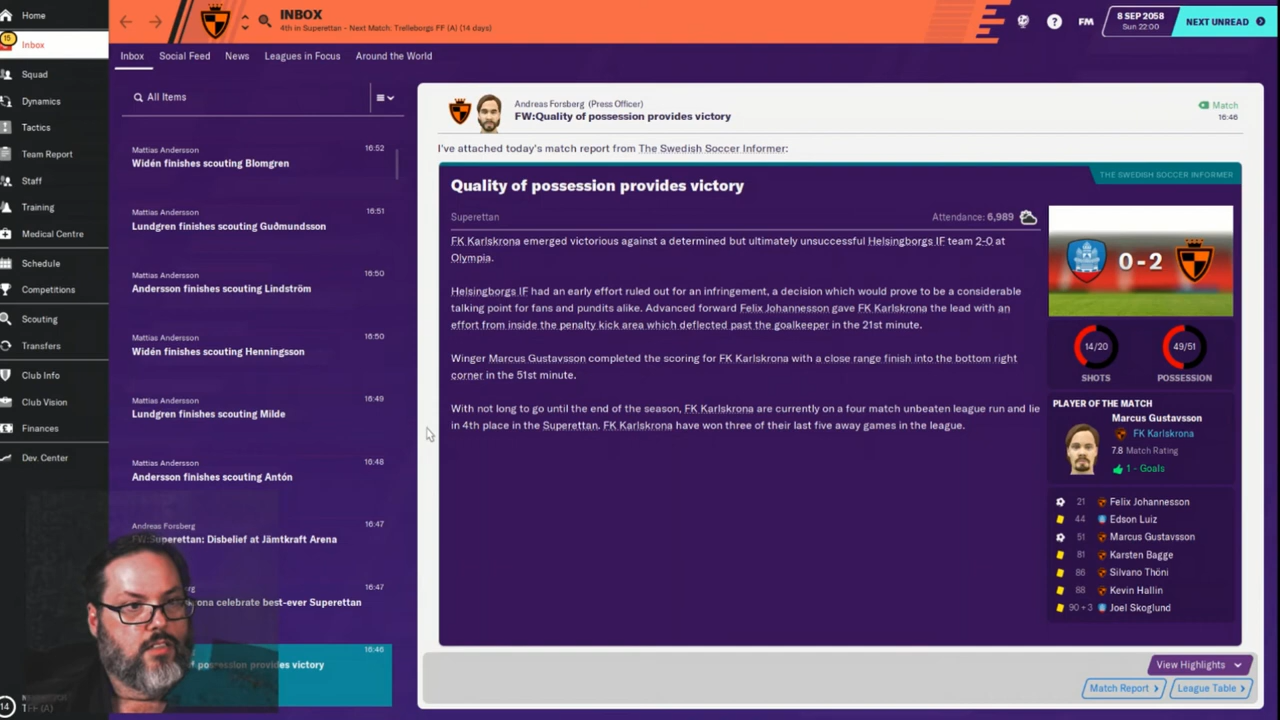 Home
15
Inbox
Squad
Dynamics
Tactics
Team Report
Staff
Training
Medical Centre
Schedule
Competitions
Scouting
Transfers
Club Info
Club Vision
Finances
Dev. Center
14
FF (A)
INBOX
4th in Superettan - Next Match: Trelleborgs FF (A) (14 days)
?
FM
8 SEP 2058
Sun 22:00
NEXT UNREAD
Inbox
Social Feed
News
Leagues in Focus
Around the World
All Items
Mattias Andersson 16:52
Widén finishes scouting Blomgren
Mattias Andersson 16:51
Lundgren finishes scouting Guðmundsson
Mattias Andersson 16:50
Andersson finishes scouting Lindström
Mattias Andersson 16:50
Widén finishes scouting Henningsson
Mattias Andersson 16:49
Lundgren finishes scouting Milde
Mattias Andersson 16:48
Andersson finishes scouting Antón
Andreas Forsberg 16:47
FW:Superettan: Disbelief at Jämtkraft Arena
16:47
celebrate best-ever Superettan
16:46
possession provides victory
Andreas Forsberg (Press Officer)
FW:Quality of possession provides victory
Match
16:46
I've attached today's match report from The Swedish Soccer Informer:
THE SWEDISH SOCCER INFORMER
Quality of possession provides victory
Superettan
Attendance: 6,989
FK Karlskrona emerged victorious against a determined but ultimately unsuccessful Helsingborgs IF team 2-0 at
Olympia.
Helsingborgs IF had an early effort ruled out for an infringement, a decision which would prove to be a considerable
talking point for fans and pundits alike. Advanced forward Felix Johannesson gave FK Karlskrona the lead with an
effort from inside the penalty kick area which deflected past the goalkeeper in the 21st minute.
Winger Marcus Gustavsson completed the scoring for FK Karlskrona with a close range finish into the bottom right
corner in the 51st minute.
With not long to go until the end of the season, FK Karlskrona are currently on a four match unbeaten league run and lie
in 4th place in the Superettan. FK Karlskrona have won three of their last five away games in the league.
0 - 2
14/20
49/51
SHOTS
POSSESSION
PLAYER OF THE MATCH
Marcus Gustavsson
FK Karlskrona
7.8 Match Rating
1 - Goals
21 Felix Johannesson
44 Edson Luiz
51 Marcus Gustavsson
81 Karsten Bagge
86 Silvano Thöni
88 Kevin Hallin
90 + 3 Joel Skoglund
View Highlights
Match Report
League Table